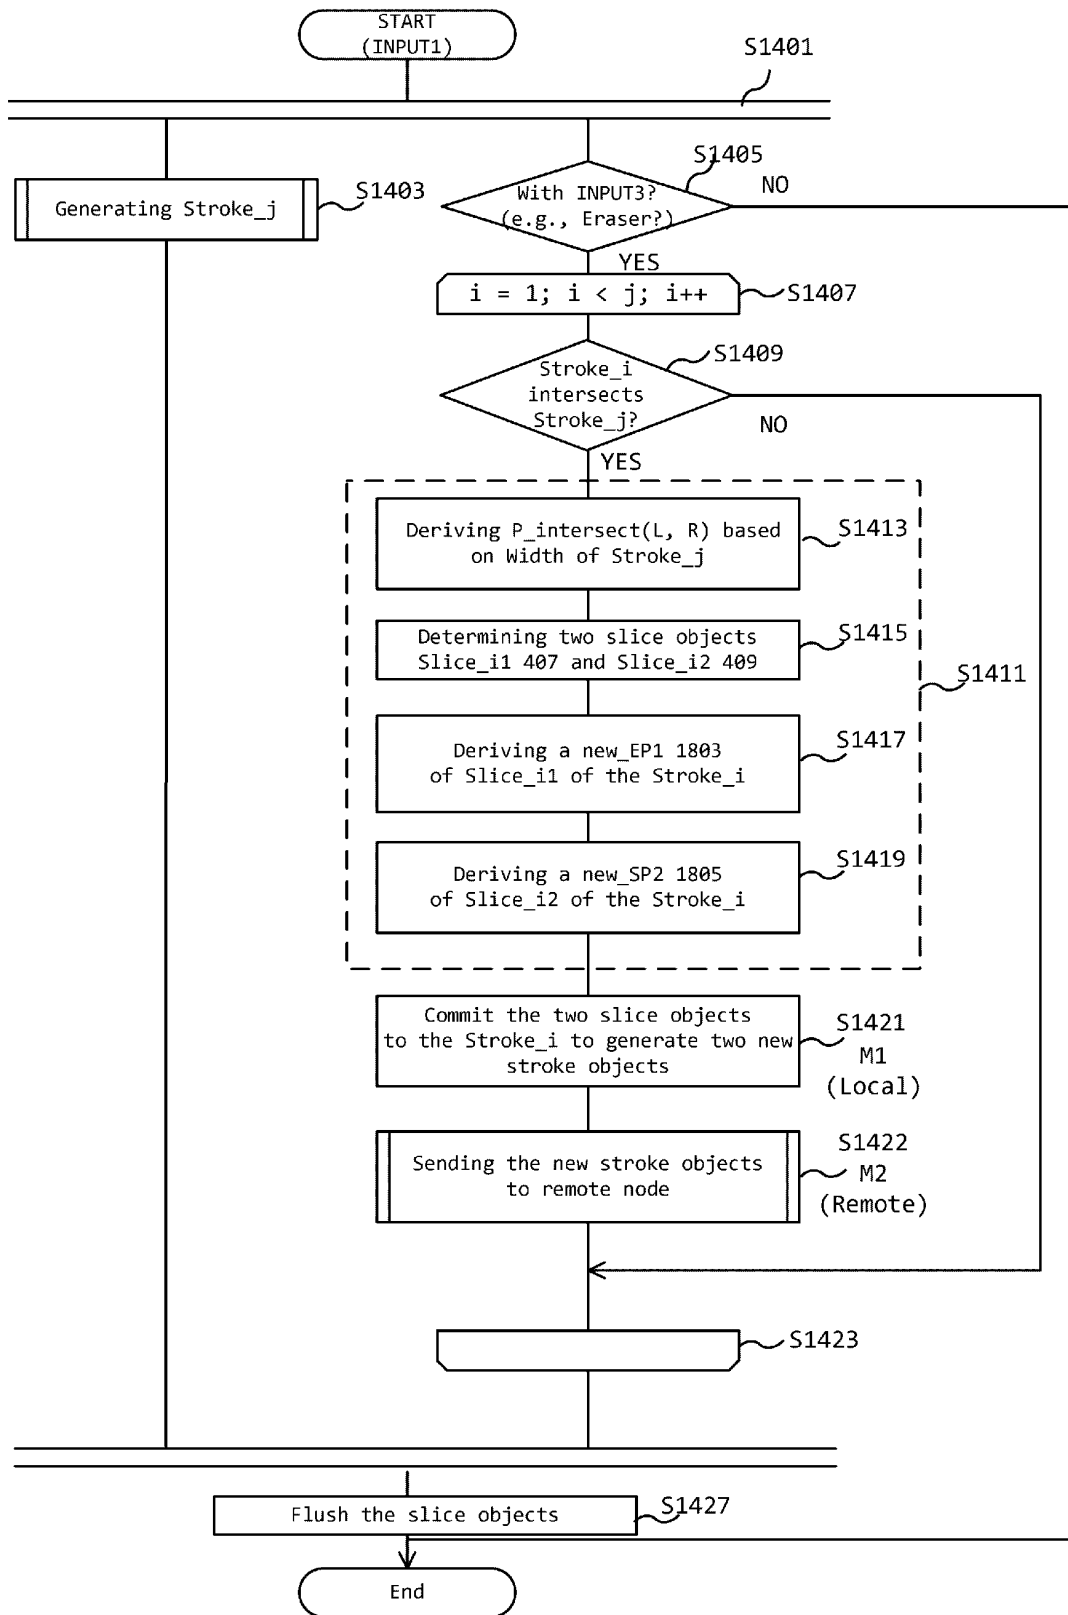 START
(INPUT1)
S1401
Generating Stroke_j
S1403
With INPUT3?
(e.g., Eraser?)
S1405
NO
YES
i = 1; i < j; i++
S1407
Stroke_i
intersects
Stroke_j?
S1409
NO
YES
Deriving P_intersect(L, R) based
on Width of Stroke_j
S1413
Determining two slice objects
Slice_i1 407 and Slice_i2 409
S1415
S1411
Deriving a new_EP1 1803
of Slice_i1 of the Stroke_i
S1417
Deriving a new_SP2 1805
of Slice_i2 of the Stroke_i
S1419
Commit the two slice objects
to the Stroke_i to generate two new
stroke objects
S1421
M1
(Local)
Sending the new stroke objects
to remote node
S1422
M2
(Remote)
S1423
Flush the slice objects
S1427
End